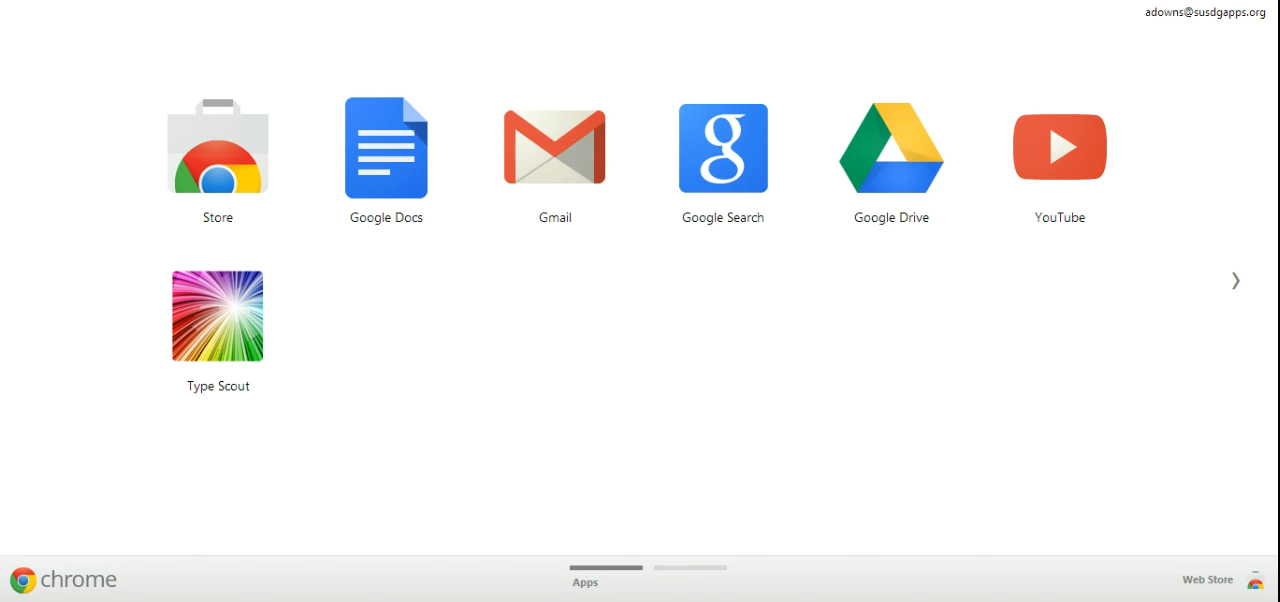 adowns@susdgapps.org
Store
Google Docs
Gmail
Google Search
Google Drive
YouTube
Type Scout
chrome
Apps
Web Store